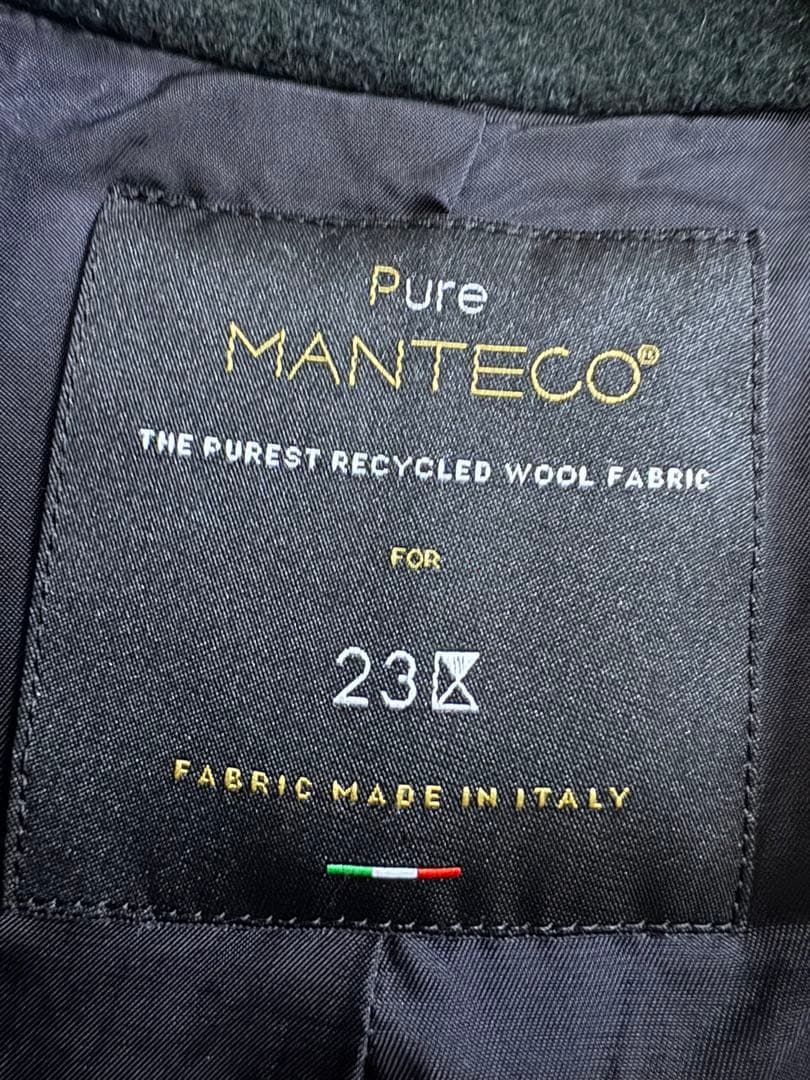 Pure
MANTECO®
THE PUREST RECYCLED WOOL FABRIC
FOR
23
FABRIC MADE IN ITALY